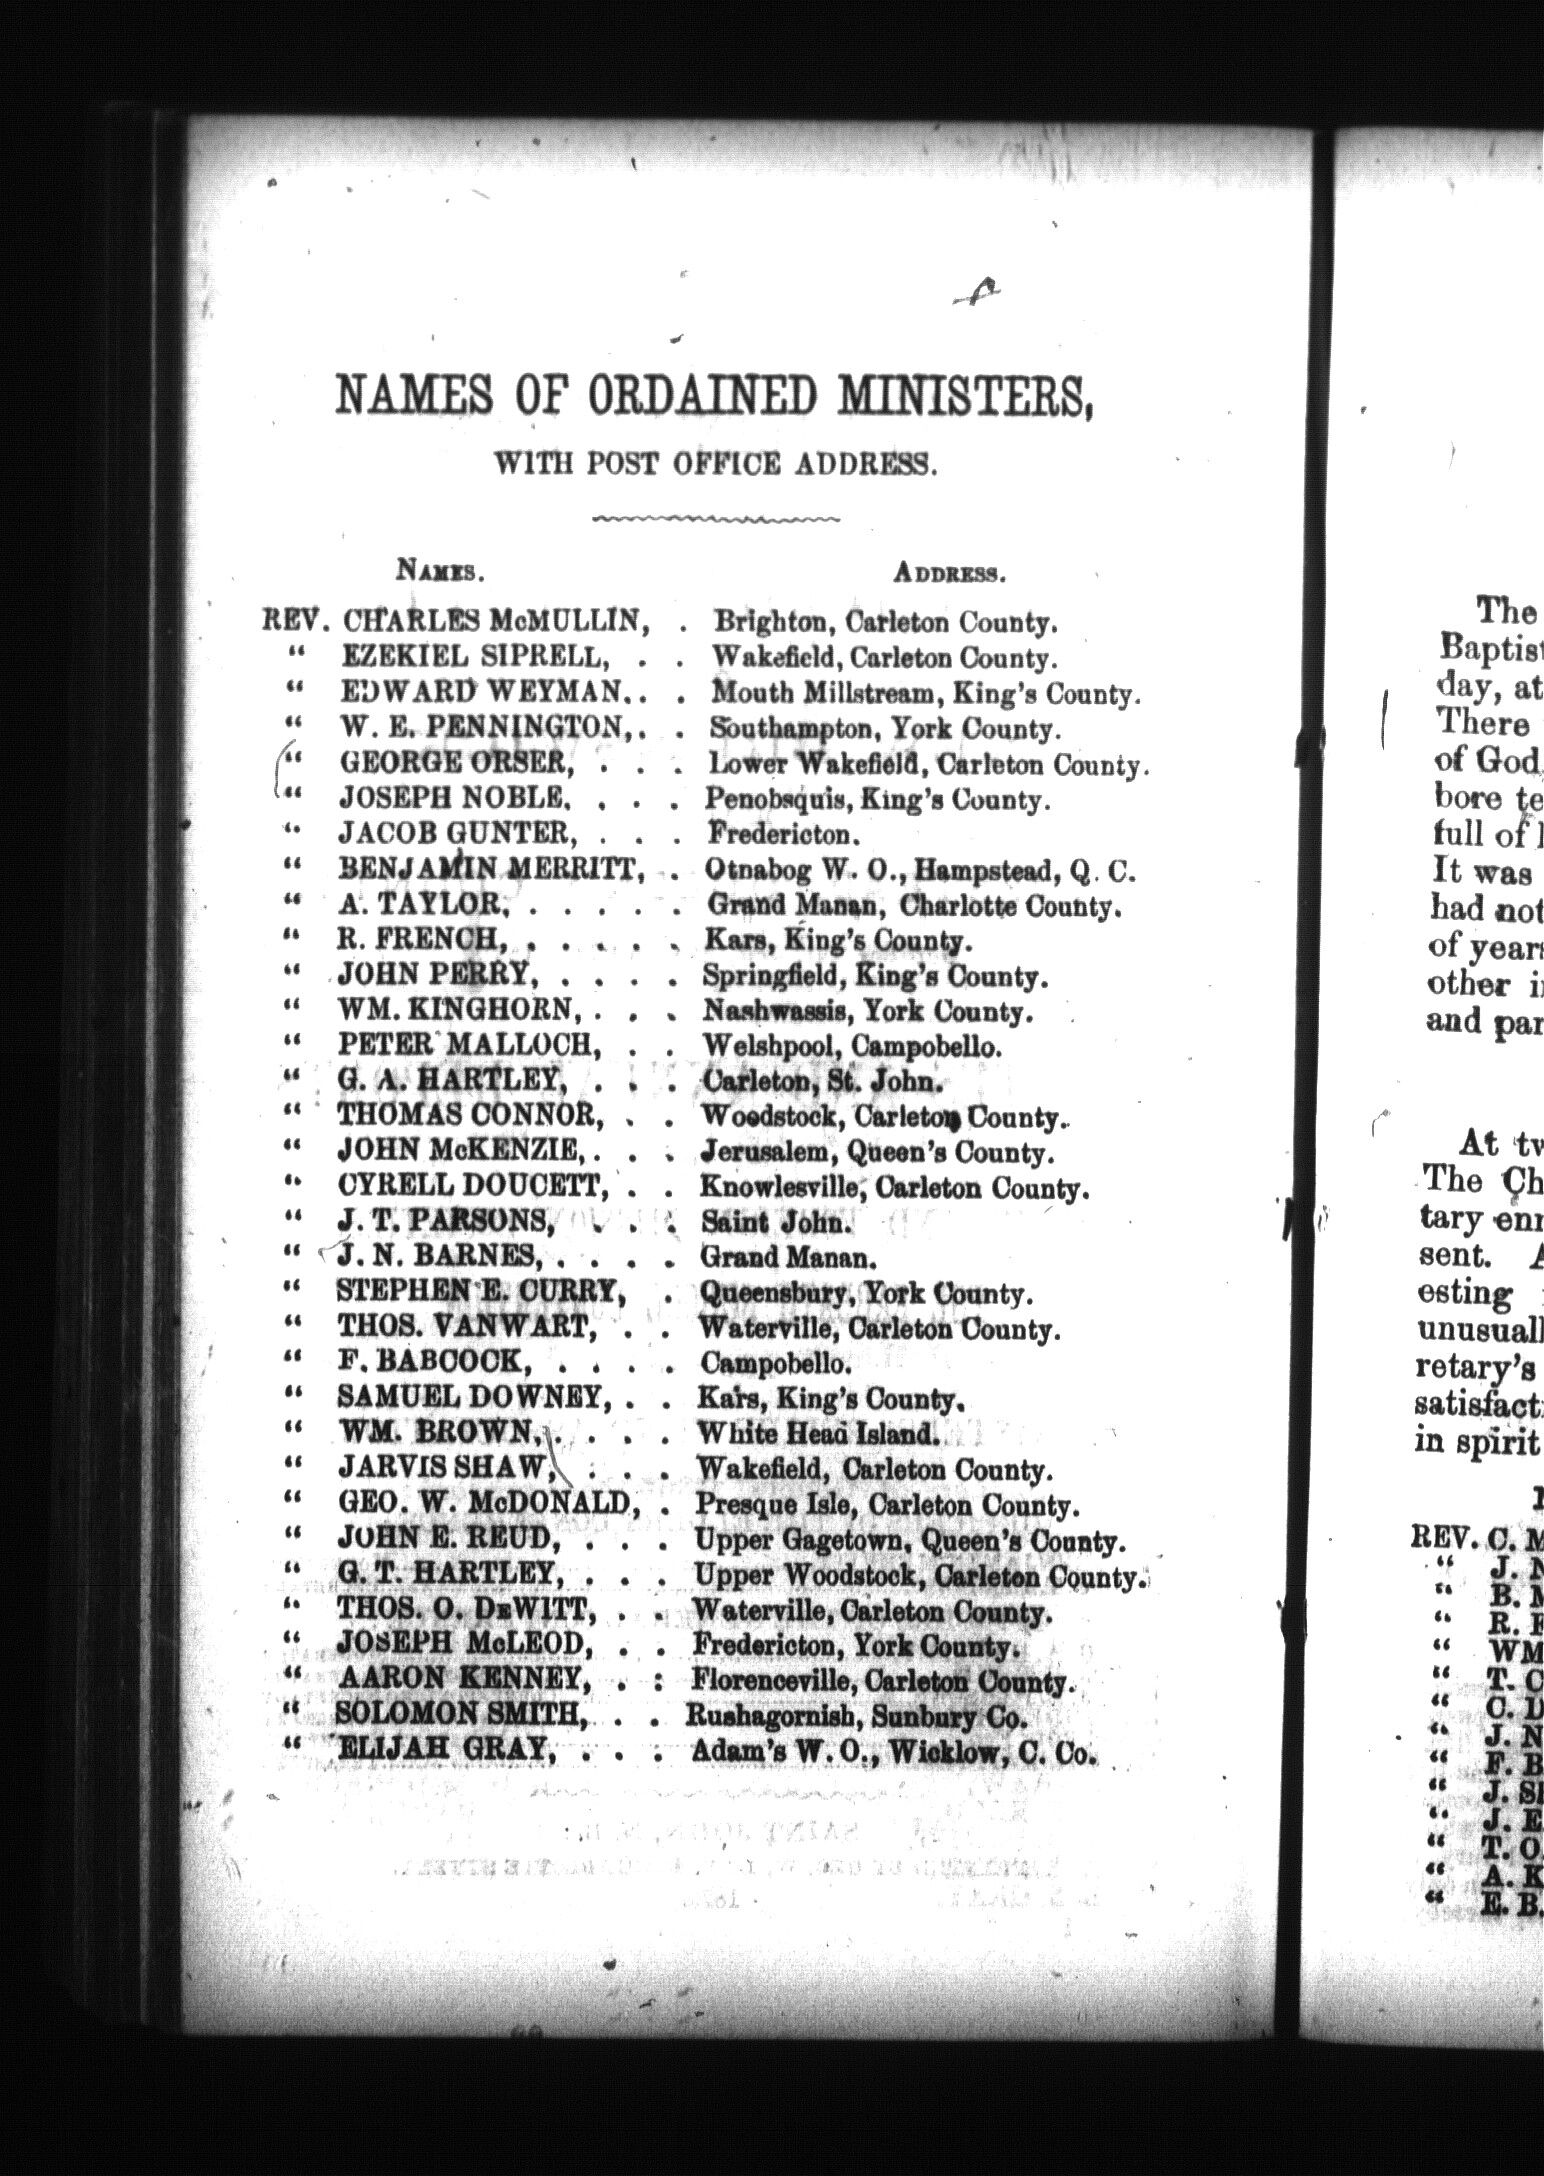 NAMES OF ORDAINED MINISTERS,
WITH POST OFFICE ADDRESS.
NAMES. ADDRESS.
REV. CHARLES McMULLIN, . Brighton, Carleton County.
“ EZEKIEL SIPRELL, . . Wakefield, Carleton County.
“ EDWARD WEYMAN, . . Mouth Millstream, King's County.
“ W. E. PENNINGTON, . . Southampton, York County.
“ GEORGE ORSER, . . . Lower Wakefield, Carleton County.
“ JOSEPH NOBLE, . . . Penobsquis, King's County.
“ JACOB GUNTER, . . . Fredericton.
“ BENJAMIN MERRITT, . Otnabog W. O., Hampstead, Q. C.
“ A. TAYLOR, . . . . . Grand Manan, Charlotte County.
“ R. FRENCH, . . . . . Kars, King's County.
“ JOHN PERRY, . . . . Springfield, King's County.
“ WM. KINGHORN, . . . Nashwassis, York County.
“ PETER MALLOCH, . . Welshpool, Campobello.
“ G. A. HARTLEY, . . . Carleton, St. John.
“ THOMAS CONNOR, . . Woodstock, Carleton County.
“ JOHN McKENZIE, . . . Jerusalem, Queen's County.
“ CYRELL DOUCETT, . . Knowlesville, Carleton County.
“ J. T. PARSONS, . . . Saint John.
“ J. N. BARNES, . . . . Grand Manan.
“ STEPHEN E. CURRY, . Queensbury, York County.
“ THOS. VANWART, . . Waterville, Carleton County.
“ F. BABCOCK, . . . . Campobello.
“ SAMUEL DOWNEY, . . Kars, King's County.
“ WM. BROWN, . . . . White Head Island.
“ JARVIS SHAW, . . . Wakefield, Carleton County.
“ GEO. W. McDONALD, . Presque Isle, Carleton County.
“ JOHN E. REUD, . . . Upper Gagetown, Queen's County.
“ G. T. HARTLEY, . . . Upper Woodstock, Carleton County.
“ THOS. O. DEWITT, . . Waterville, Carleton County.
“ JOSEPH McLEOD, . . Fredericton, York County.
“ AARON KENNEY, . : Florenceville, Carleton County.
“ SOLOMON SMITH, . . Rushagornish, Sunbury Co.
“ ELIJAH GRAY, . . . Adam's W. O., Wicklow, C. Co.
The
Baptist
day, at
There
of God
bore te
full of
It was
had not
of years
other i
and par
At tw
The Ch
tary enr
sent. A
esting
unusuall
retary's
satisfact
in spirit
REV. C. M
“ J. N
“ B. M
“ R. F
“ WM
“ T. C
“ C. D
“ J. N
“ F. B
“ J. SH
“ J. E
“ T. O
“ A. K
“ E. B.